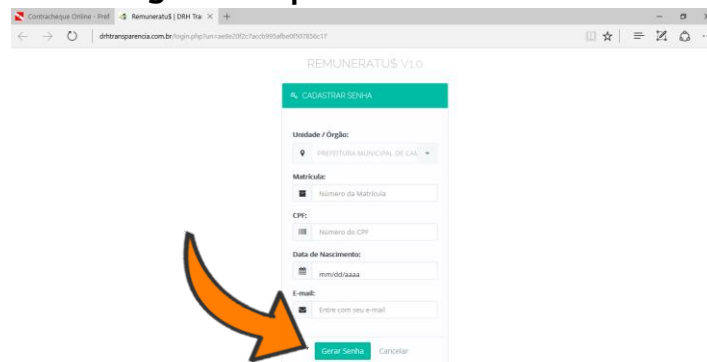 Contracheque Online - Pref
Remuneratu$ | DRH Tra
drhtransparencia.com.br/login.php?un=
REMUNERATU$ V1.0
CADASTRAR SENHA
Unidade / Órgão:
PREFEITURA MUNICIPAL DE
Matrícula:
Número da Matrícula
CPF:
Número do CPF
Data de Nascimento:
mm/dd/aaaa
E-mail:
Entre com seu e-mail
Gerar Senha Cancelar